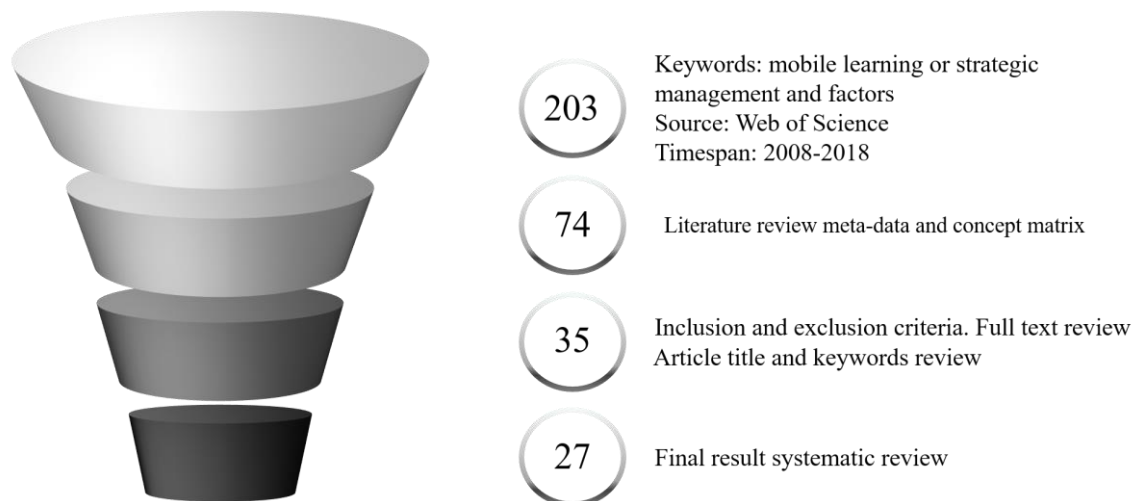 203
Keywords: mobile learning or strategic
management and factors
Source: Web of Science
Timespan: 2008-2018
74
Literature review meta-data and concept matrix
35
Inclusion and exclusion criteria. Full text review
Article title and keywords review
27
Final result systematic review